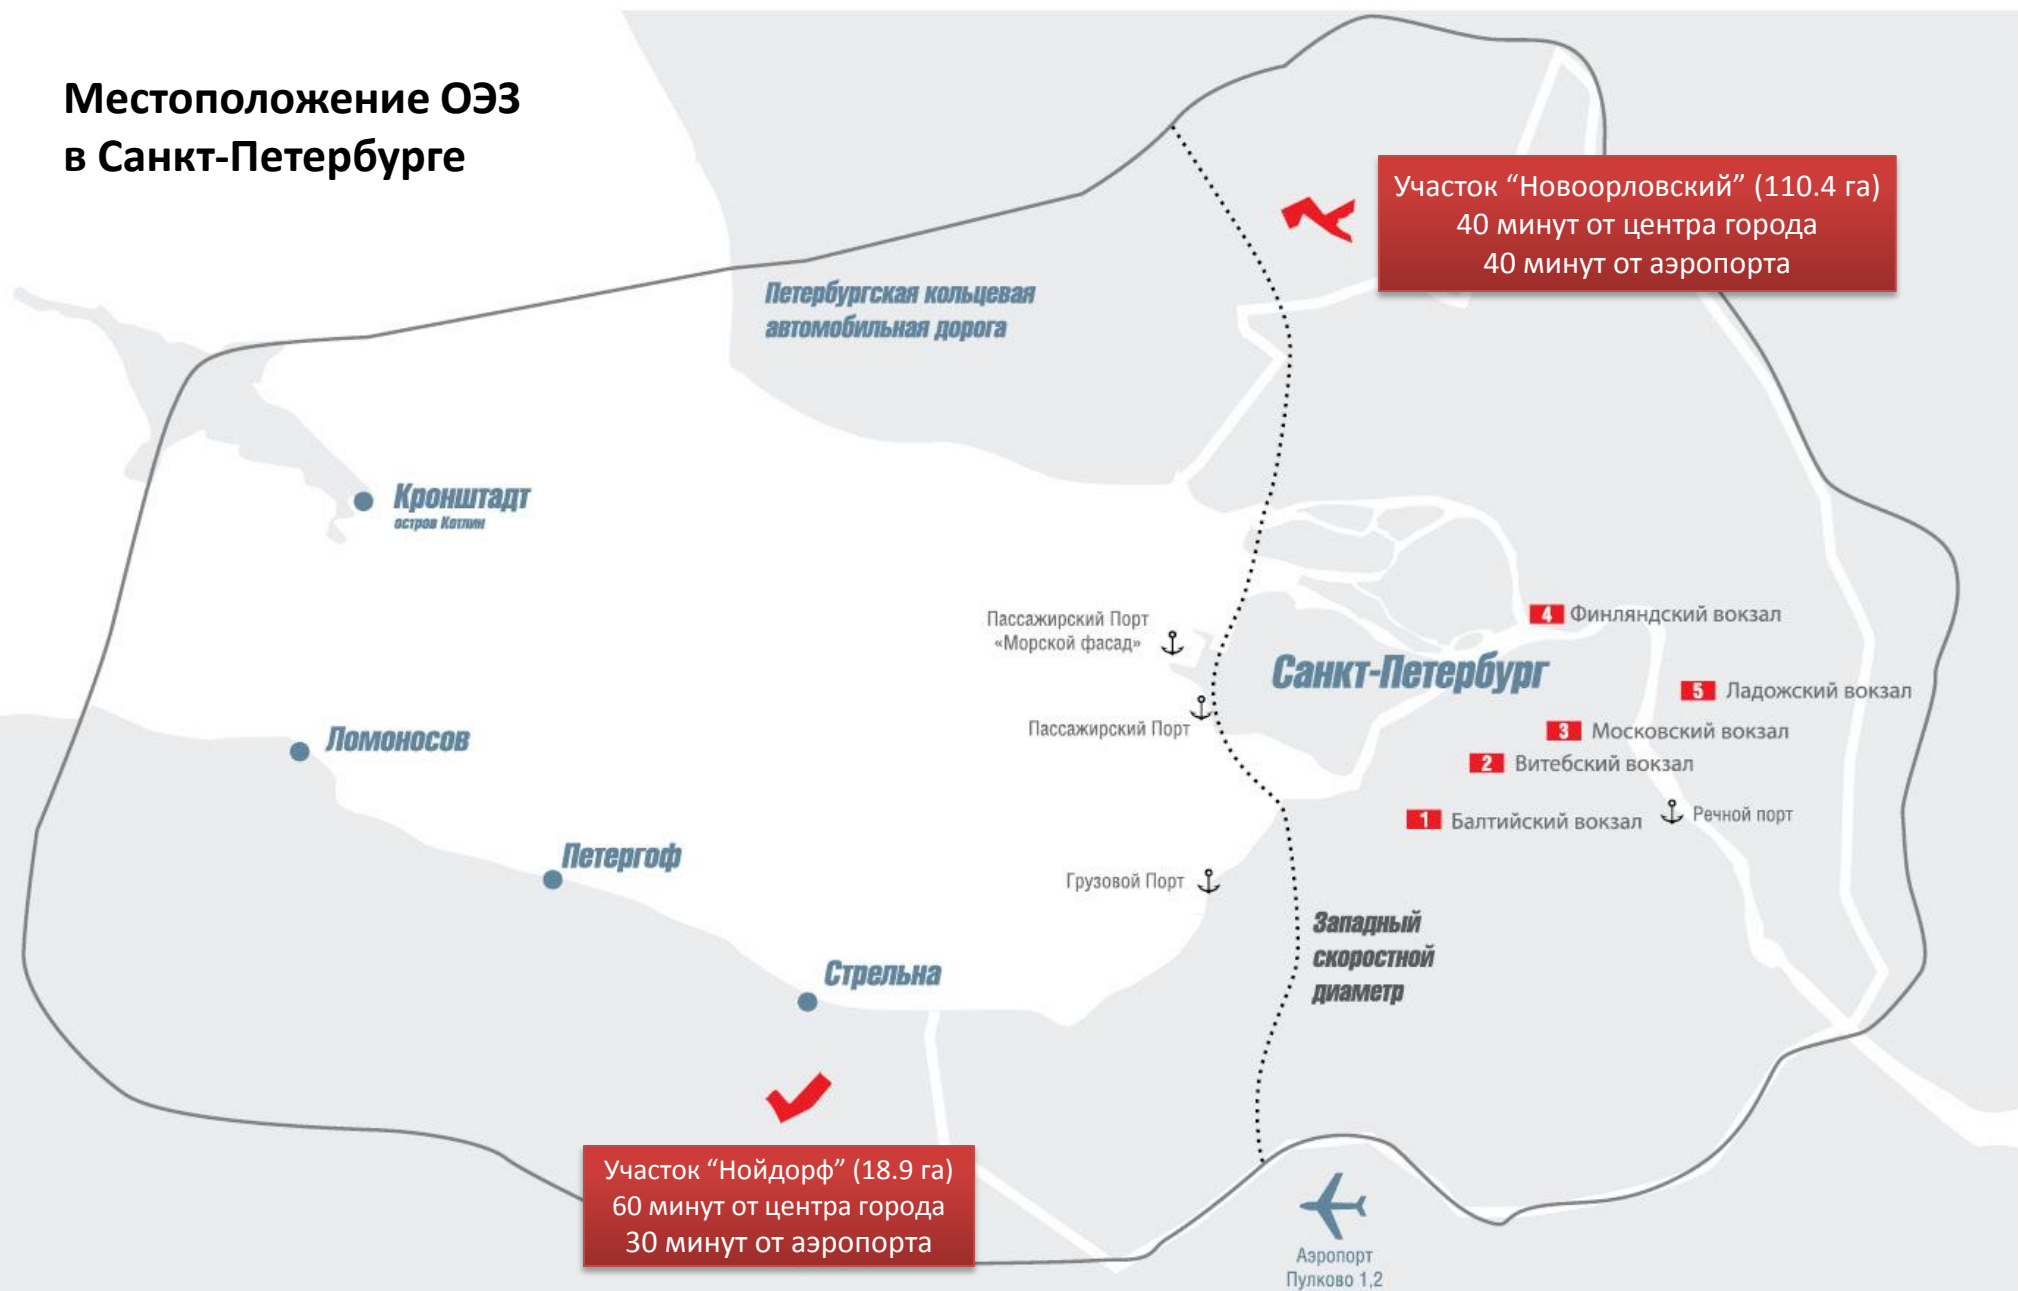 Местоположение ОЭЗ
в Санкт-Петербурге
Участок “Новоорловский” (110.4 га)
40 минут от центра города
40 минут от аэропорта
Петербургская кольцевая
автомобильная дорога
Кронштадт
остров Котлин
Пассажирский Порт
«Морской фасад»
4 Финляндский вокзал
Санкт-Петербург
5 Ладожский вокзал
Пассажирский Порт
3 Московский вокзал
Ломоносов
2 Витебский вокзал
1 Балтийский вокзал
Речной порт
Петергоф
Грузовой Порт
Западный
скоростной
диаметр
Стрельна
Участок “Нойдорф” (18.9 га)
60 минут от центра города
30 минут от аэропорта
Аэропорт
Пулково 1,2